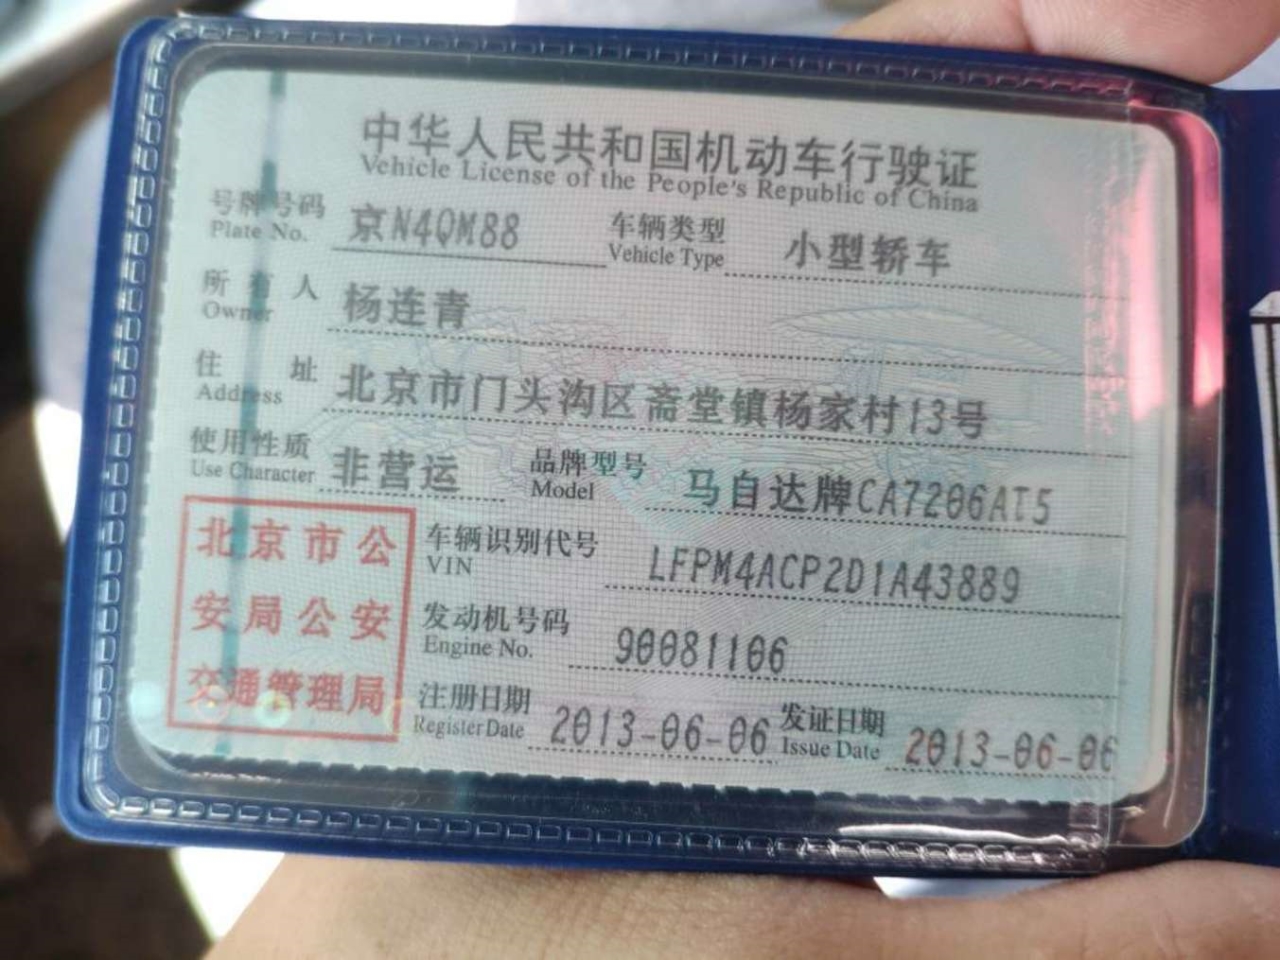 中华人民共和国机动车行驶证
Vehicle License of the People's Republic of China
号牌号码 京N4QM88 车辆类型 小型轿车
Plate No. Vehicle Type
所有人 杨连青
Owner
住址 北京市门头沟区斋堂镇杨家村13号
Address
使用性质 非营运 品牌型号 马自达牌CA7206AT5
Use Character Model
北京市公
安局公安
交通管理局
车辆识别代号 LFPM4ACP2D1A43889
VIN
发动机号码 90081106
Engine No.
注册日期 2013-06-06 发证日期 2013-06-06
Register Date Issue Date